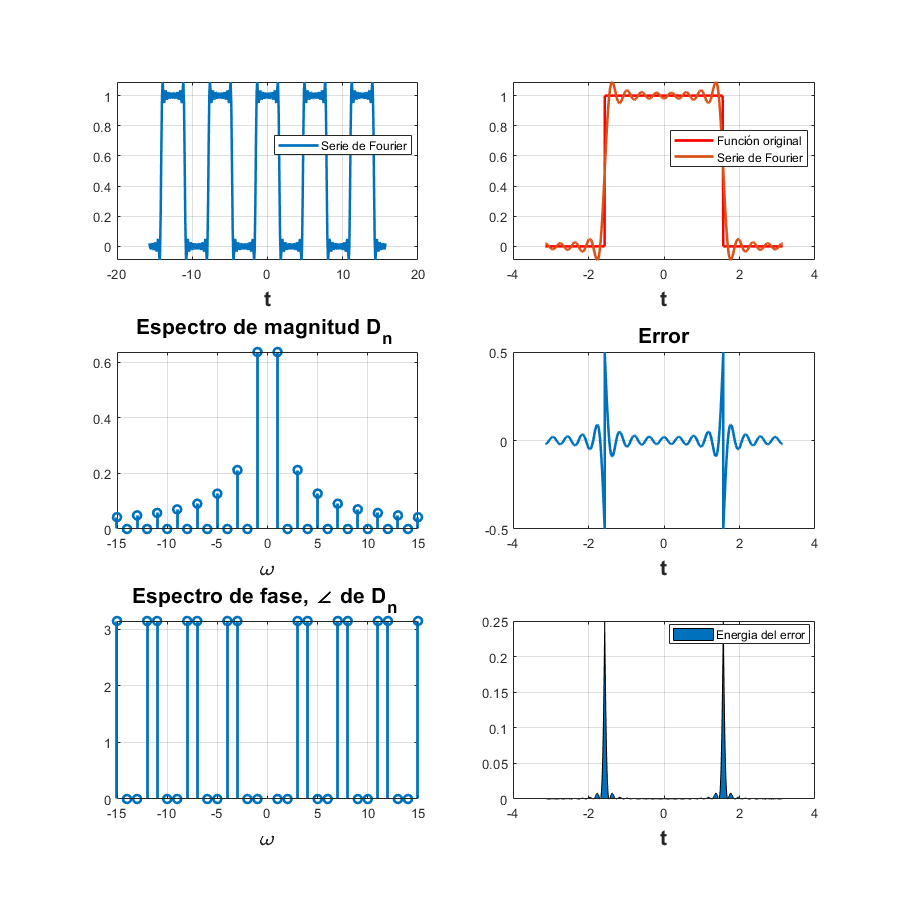 1
0.8
0.6
0.4
0.2
0
-20 -10 0 10 20
t
Serie de Fourier
1
0.8
0.6
0.4
0.2
0
-4 -2 0 2 4
t
Función original
Serie de Fourier
Espectro de magnitud Dn
0.6
0.4
0.2
0
-15 -10 -5 0 5 10 15
ω
Error
0.5
0
-0.5
-4 -2 0 2 4
t
Espectro de fase, ∠ de Dn
3
2
1
0
-15 -10 -5 0 5 10 15
ω
0.25
0.2
0.15
0.1
0.05
0
-4 -2 0 2 4
t
Energia del error